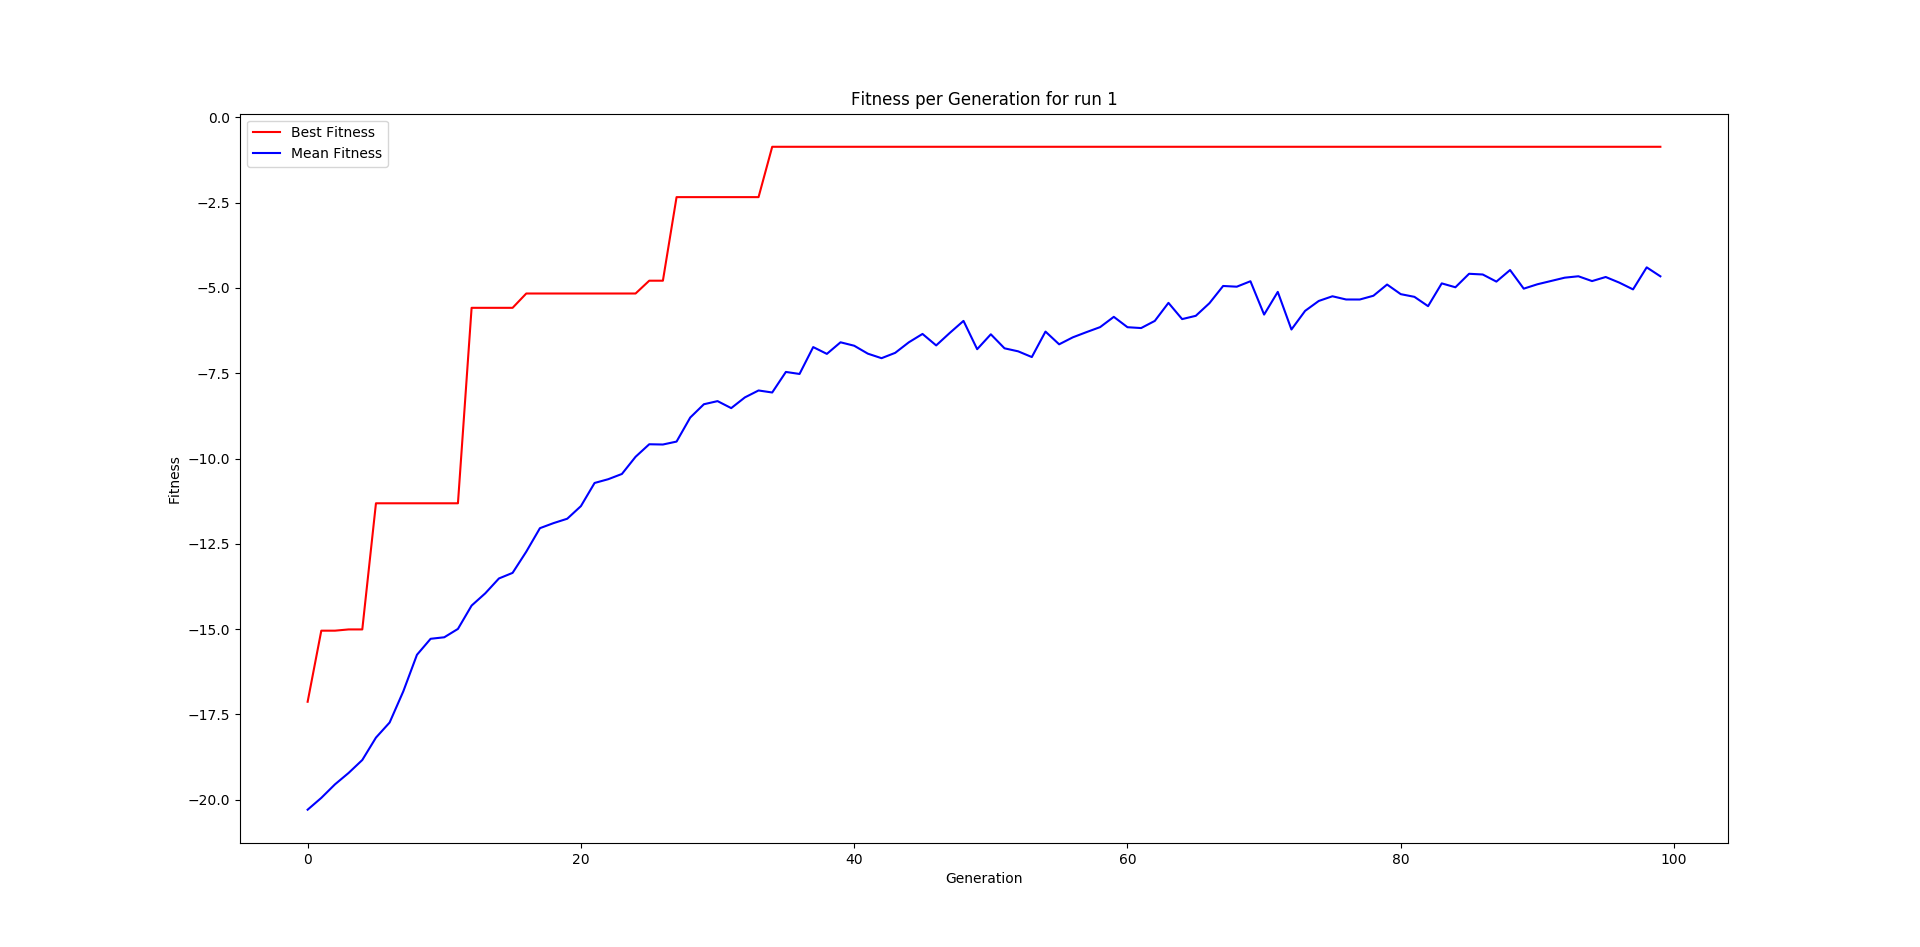 Fitness per Generation for run 1
Best Fitness
Mean Fitness
0.0
−2.5
−5.0
−7.5
−10.0
−12.5
−15.0
−17.5
−20.0
Fitness
0 20 40 60 80 100
Generation